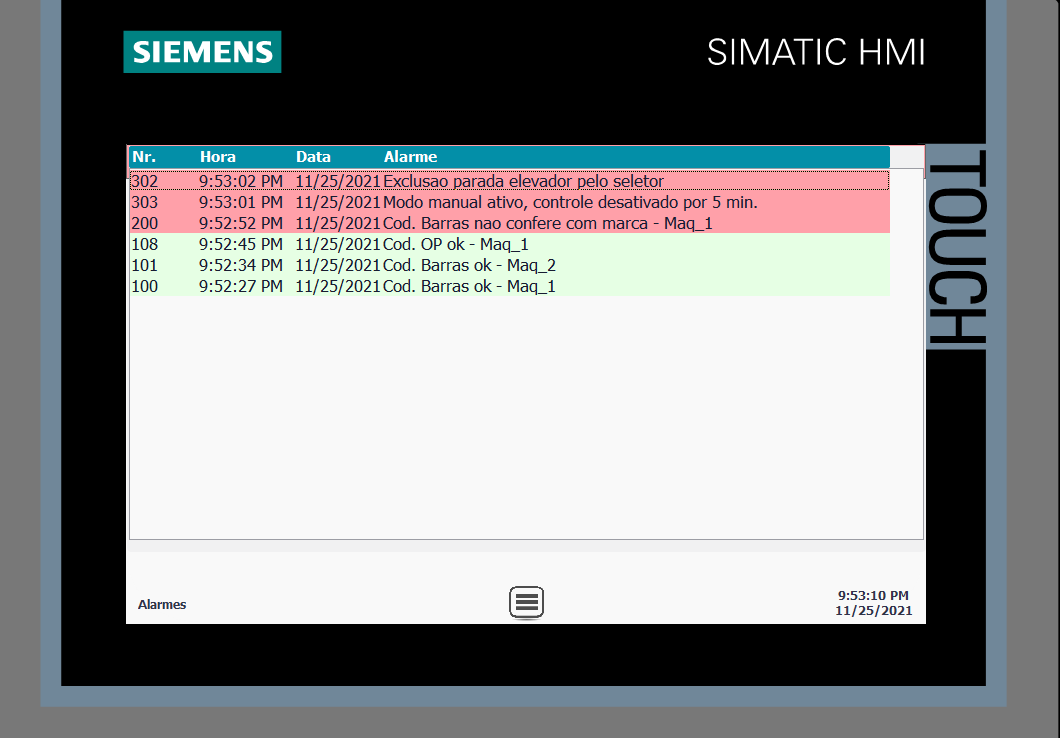 SIEMENS
SIMATIC HMI
TOUCH
Nr. Hora Data Alarme
302 9:53:02 PM 11/25/2021 Exclusao parada elevador pelo seletor
303 9:53:01 PM 11/25/2021 Modo manual ativo, controle desativado por 5 min.
200 9:52:52 PM 11/25/2021 Cod. Barras nao confere com marca - Maq_1
108 9:52:45 PM 11/25/2021 Cod. OP ok - Maq_1
101 9:52:34 PM 11/25/2021 Cod. Barras ok - Maq_2
100 9:52:27 PM 11/25/2021 Cod. Barras ok - Maq_1
Alarmes
9:53:10 PM
11/25/2021